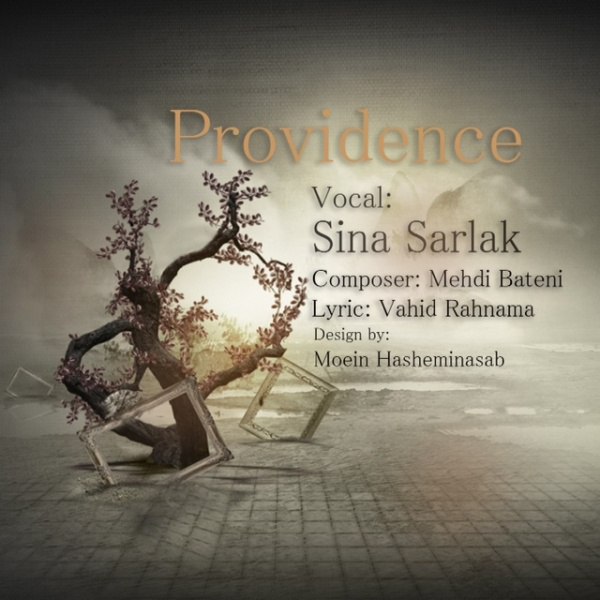 Providence
Vocal:
Sina Sarlak
Composer: Mehdi Bateni
Lyric: Vahid Rahnama
Design by:
Moein Hasheminasab